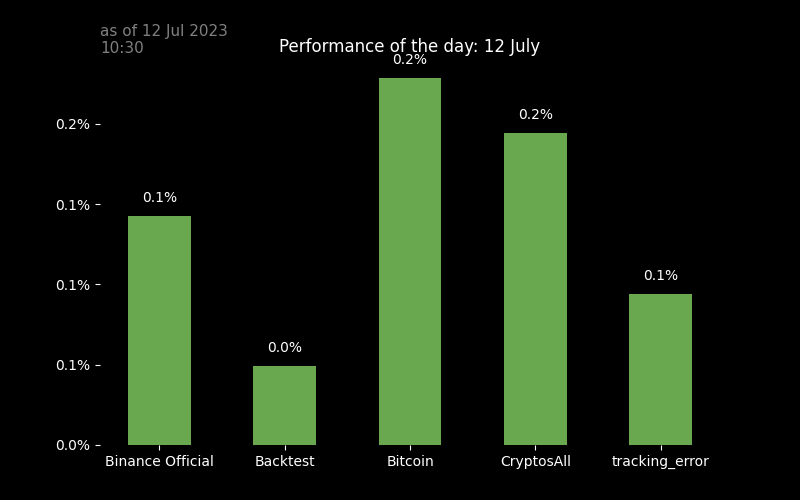 as of 12 Jul 2023
10:30
Performance of the day: 12 July
0.2%
0.2%
0.2%
0.1%
0.1%
0.1%
0.1%
0.1%
0.0%
0.0%
Binance Official
Backtest
Bitcoin
CryptosAll
tracking_error